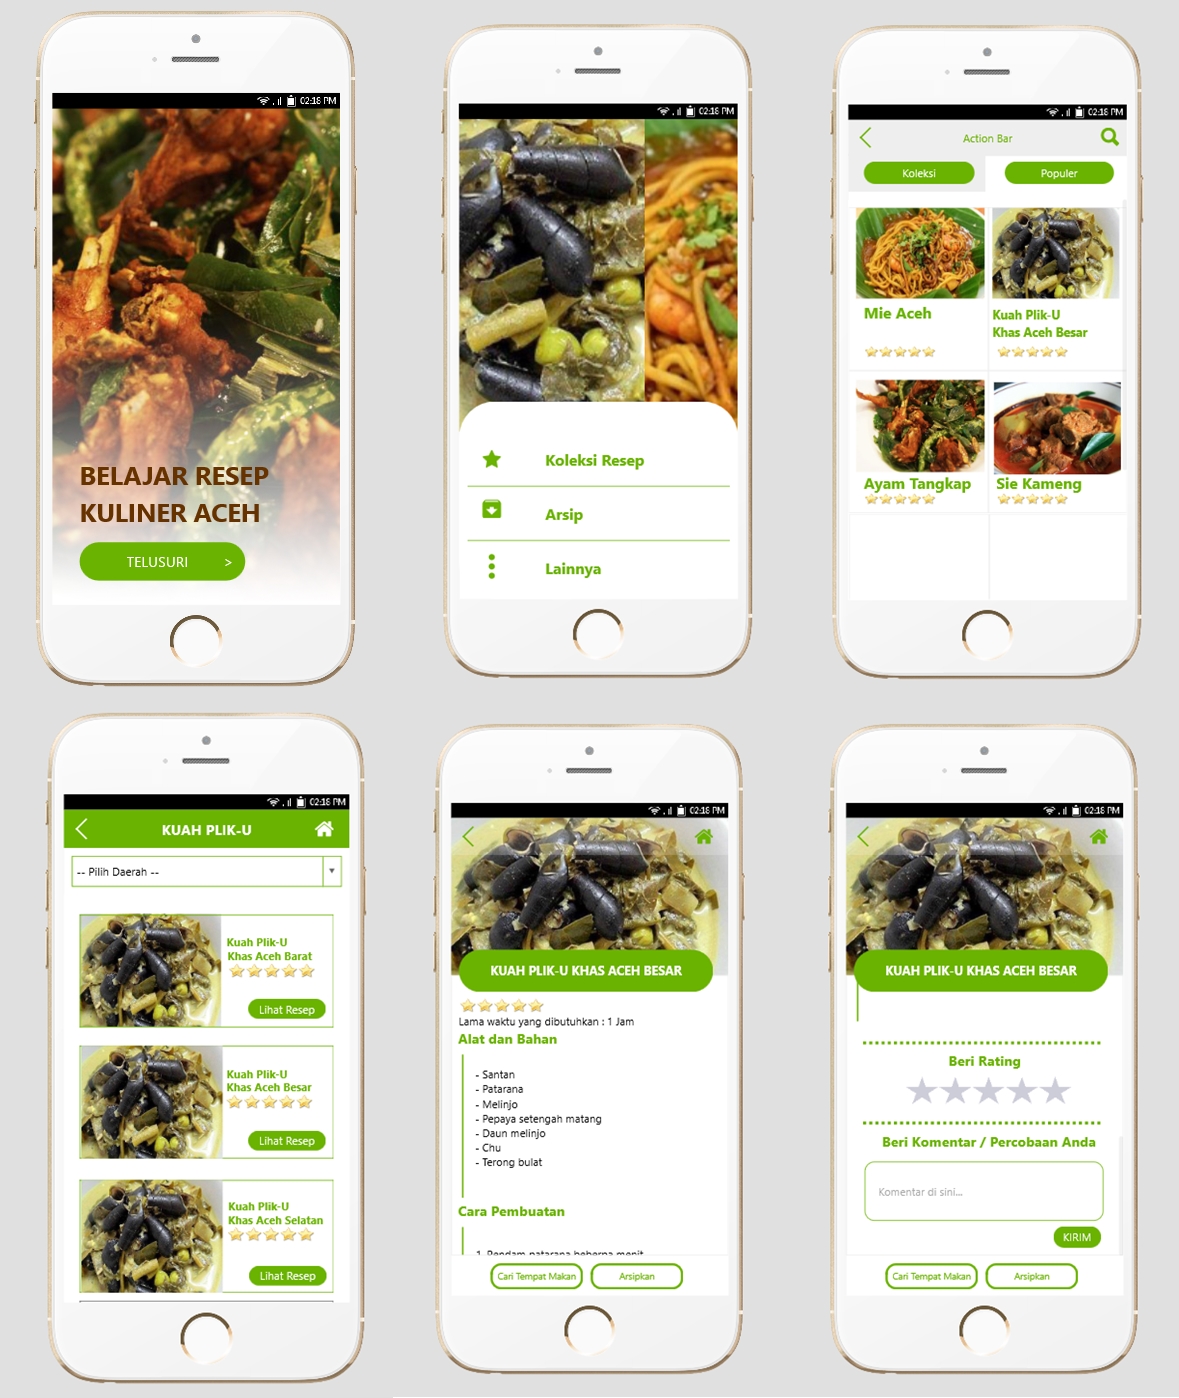 02:18 PM
BELAJAR RESEP
KULINER ACEH
TELUSURI >
02:18 PM
Koleksi Resep
Arsip
Lainnya
02:18 PM
Action Bar
Koleksi
Populer
Mie Aceh
Kuah Plik-U
Khas Aceh Besar
Ayam Tangkap
Sie Kameng
02:18 PM
KUAH PLIK-U
-- Pilih Daerah --
Kuah Plik-U
Khas Aceh Barat
Lihat Resep
Kuah Plik-U
Khas Aceh Besar
Lihat Resep
Kuah Plik-U
Khas Aceh Selatan
Lihat Resep
02:18 PM
KUAH PLIK-U KHAS ACEH BESAR
Lama waktu yang dibutuhkan : 1 Jam
Alat dan Bahan
- Santan
- Patarana
- Melinjo
- Pepaya setengah matang
- Daun melinjo
- Chu
- Terong bulat
Cara Pembuatan
1. Rendam patarana beberpa menit
Cari Tempat Makan
Arsipkan
02:18 PM
KUAH PLIK-U KHAS ACEH BESAR
Beri Rating
Beri Komentar / Percobaan Anda
Komentar di sini...
KIRIM
Cari Tempat Makan
Arsipkan